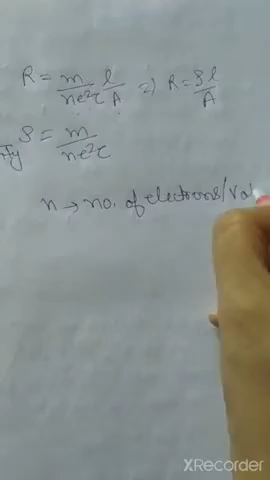 R = m/ne²τ l/A => R = ρl/A
ρ = m/ne²τ
n → no. of electrons/vol
XRecorder